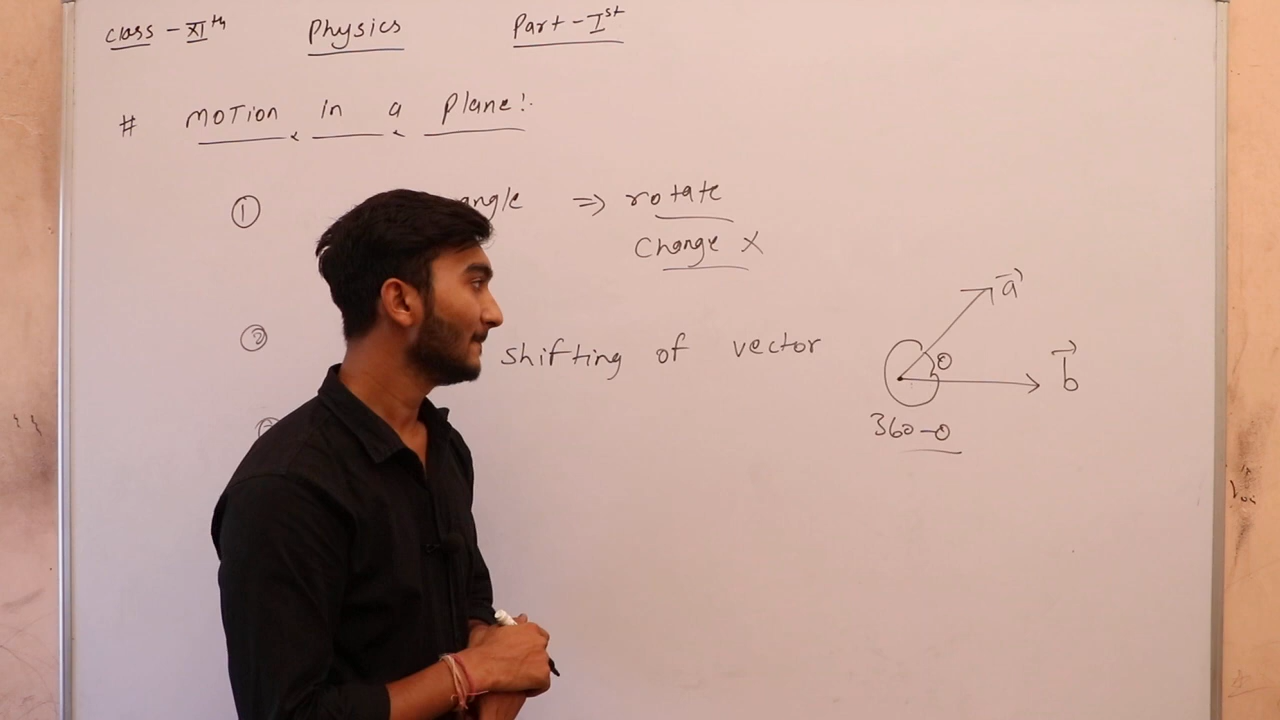 class - XIth Physics Part - Ist
# MOTion in a Plane:-
① angle ⇒ rotate
Change X
② shifting of vector
a
θ
b
360-θ